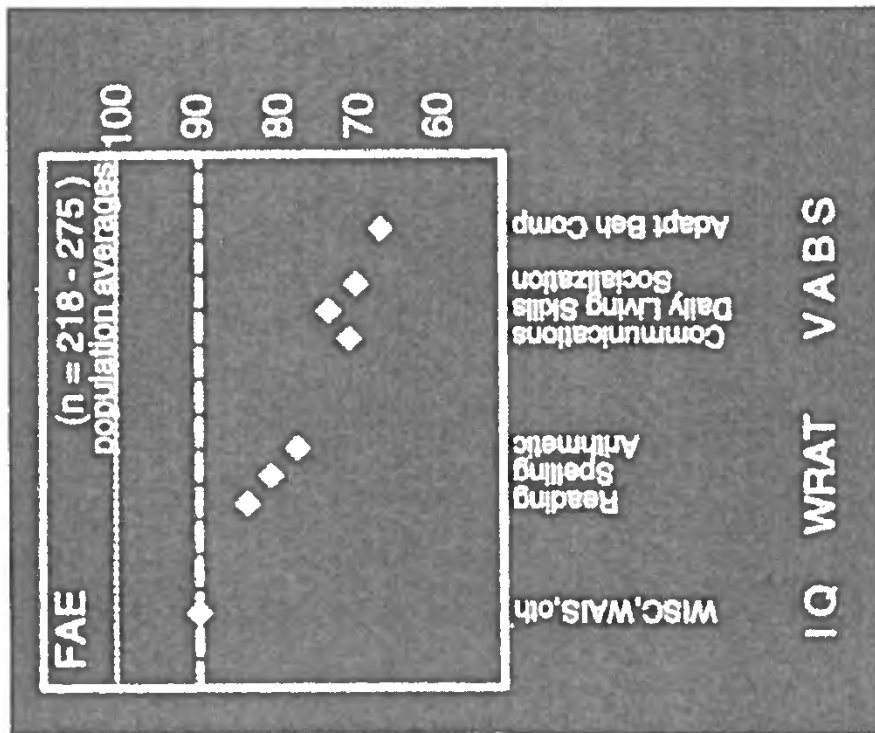 FAE
(n = 218 - 275)
population averages
100
90
80
70
60
WISC,WAIS,oth
Reading
Spelling
Arithmetic
Communications
Daily Living Skills
Socialization
Adapt Beh Comp
IQ
WRAT
VABS